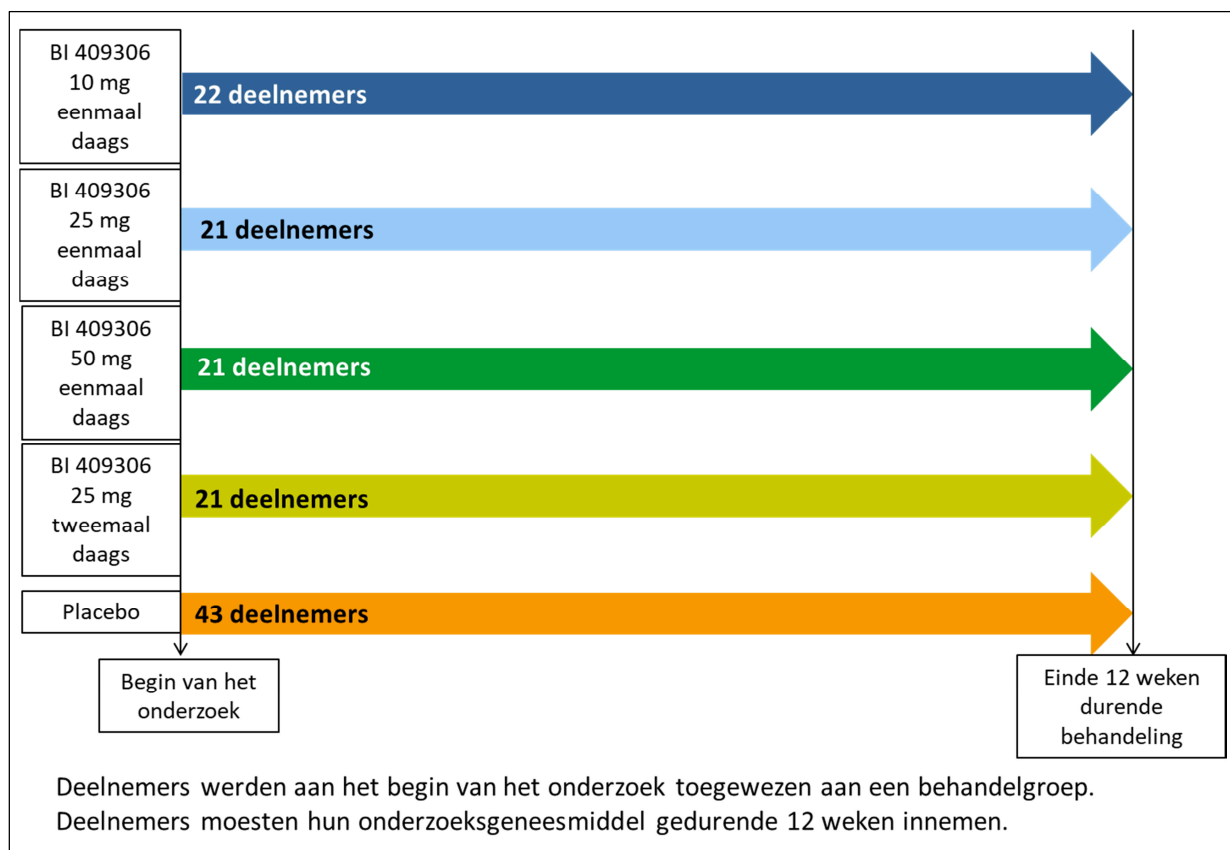 BI 409306
10 mg
eenmaal
daags
22 deelnemers
BI 409306
25 mg
eenmaal
daags
21 deelnemers
BI 409306
50 mg
eenmaal
daags
21 deelnemers
BI 409306
25 mg
tweemaal
daags
21 deelnemers
Placebo
43 deelnemers
Begin van het
onderzoek
Einde 12 weken
durende
behandeling
Deelnemers werden aan het begin van het onderzoek toegewezen aan een behandelgroep.
Deelnemers moesten hun onderzoeksgeneesmiddel gedurende 12 weken innemen.